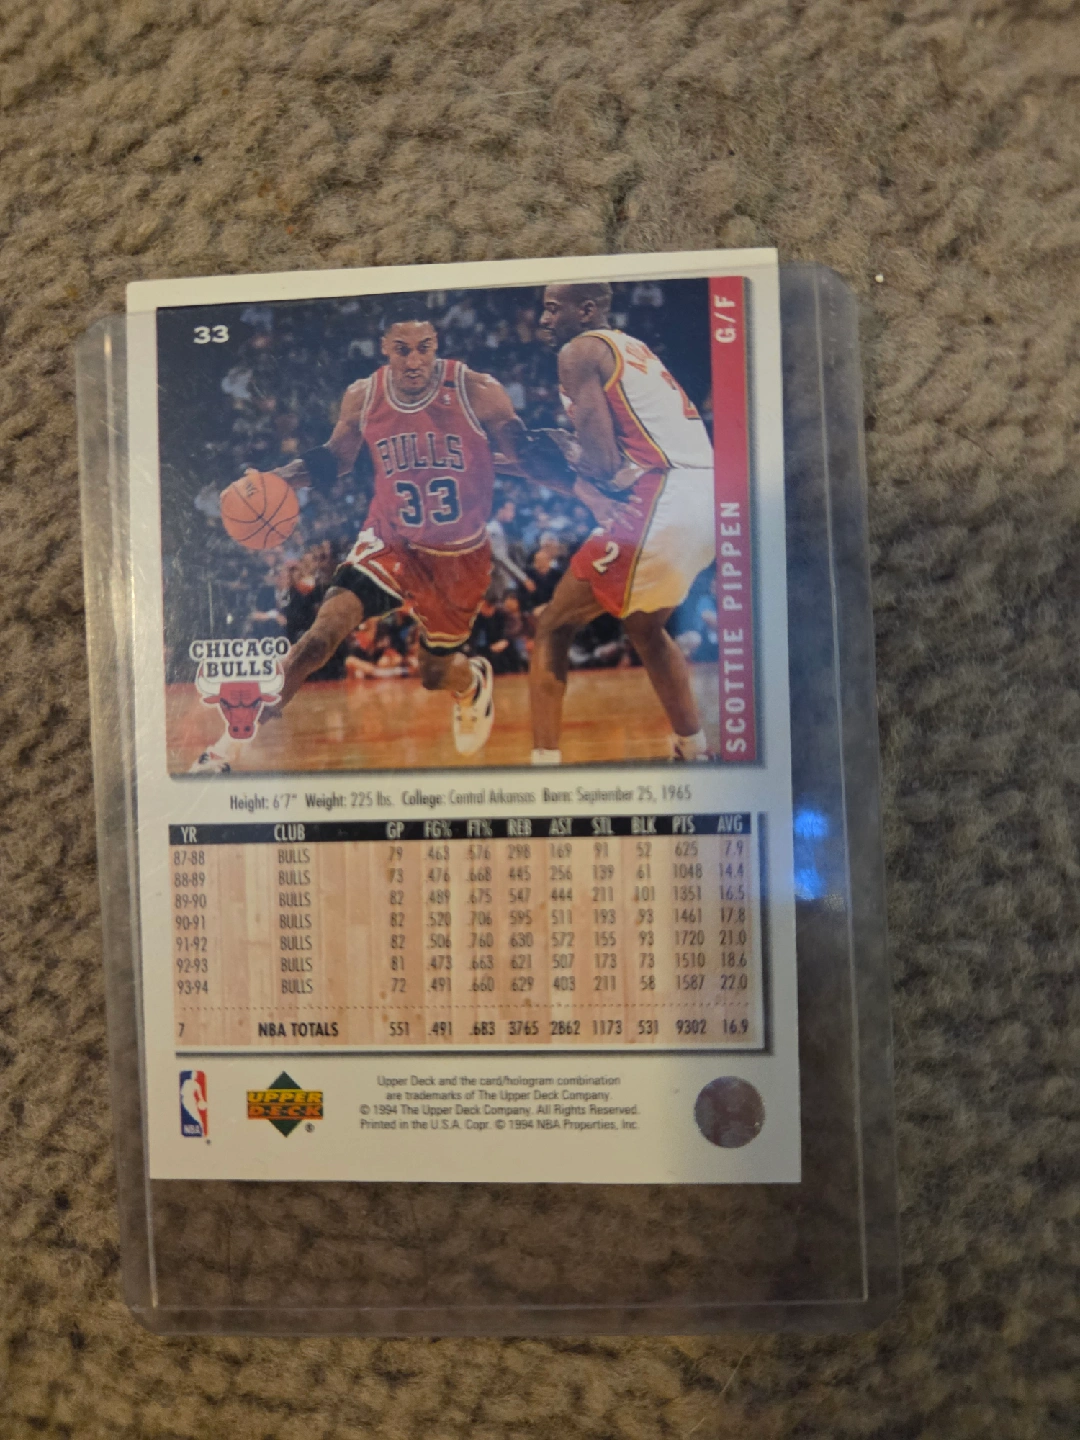 33
G/F
A
2
BULLS
33
2
SCOTTIE PIPPEN
CHICAGO
BULLS
Height: 6'7" Weight: 225 lbs. College: Central Arkansas Born: September 25, 1965
YR CLUB GP FG% FT% REB AST STL BLK PTS AVG
87-88 BULLS 79 .463 .576 298 169 91 52 625 7.9
88-89 BULLS 73 .476 .668 445 256 139 61 1048 14.4
89-90 BULLS 82 .489 .675 547 444 211 101 1351 16.5
90-91 BULLS 82 .520 .706 595 511 193 93 1461 17.8
91-92 BULLS 82 .506 .760 630 572 155 93 1720 21.0
92-93 BULLS 81 .473 .663 621 507 173 73 1510 18.6
93-94 BULLS 72 .491 .660 629 403 211 58 1587 22.0
7 NBA TOTALS 551 .491 .683 3765 2862 1173 531 9302 16.9
NBA
UPPER
DECK
®
Upper Deck and the card/hologram combination
are trademarks of The Upper Deck Company.
© 1994 The Upper Deck Company. All Rights Reserved.
Printed in the U.S.A. Copr. © 1994 NBA Properties, Inc.